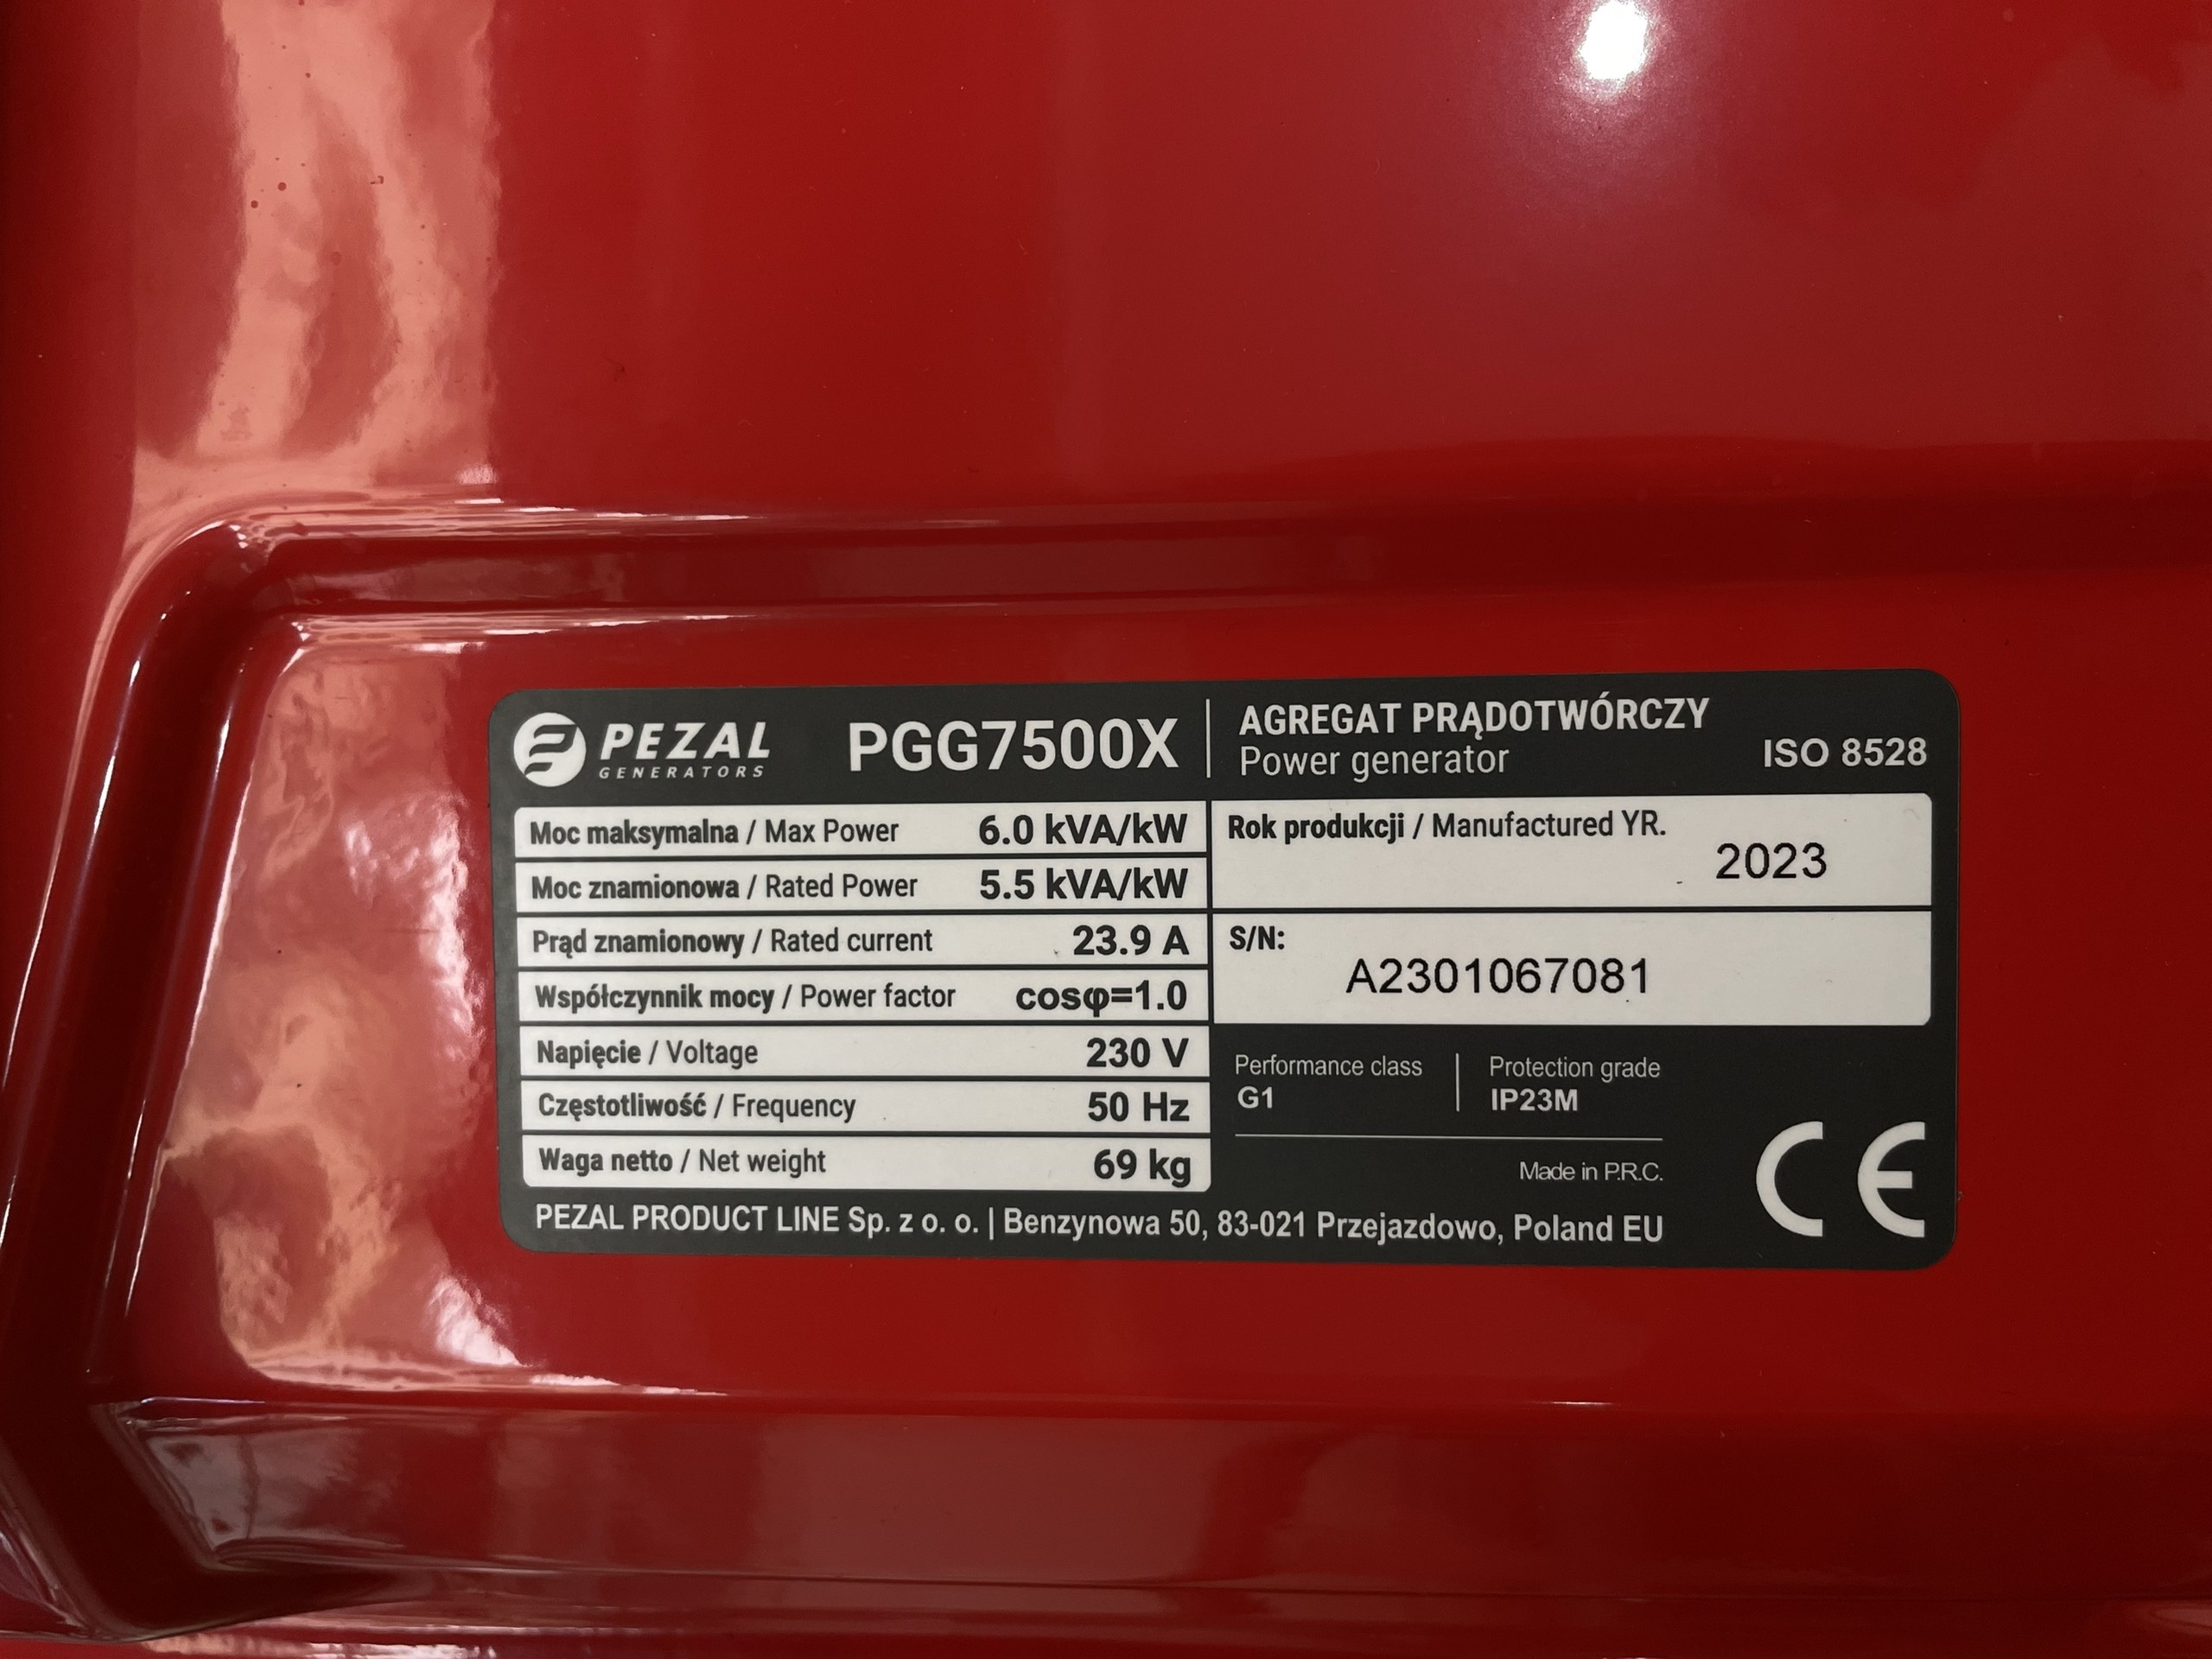 PEZAL
GENERATORS
PGG7500X
AGREGAT PRĄDOTWÓRCZY
Power generator
ISO 8528
Moc maksymalna / Max Power 6.0 kVA/kW
Moc znamionowa / Rated Power 5.5 kVA/kW
Prąd znamionowy / Rated current 23.9 A
Współczynnik mocy / Power factor cosφ=1.0
Napięcie / Voltage 230 V
Częstotliwość / Frequency 50 Hz
Waga netto / Net weight 69 kg
Rok produkcji / Manufactured YR.
2023
S/N:
A2301067081
Performance class
G1
Protection grade
IP23M
Made in P.R.C.
CE
PEZAL PRODUCT LINE Sp. z o. o. | Benzynowa 50, 83-021 Przejazdowo, Poland EU